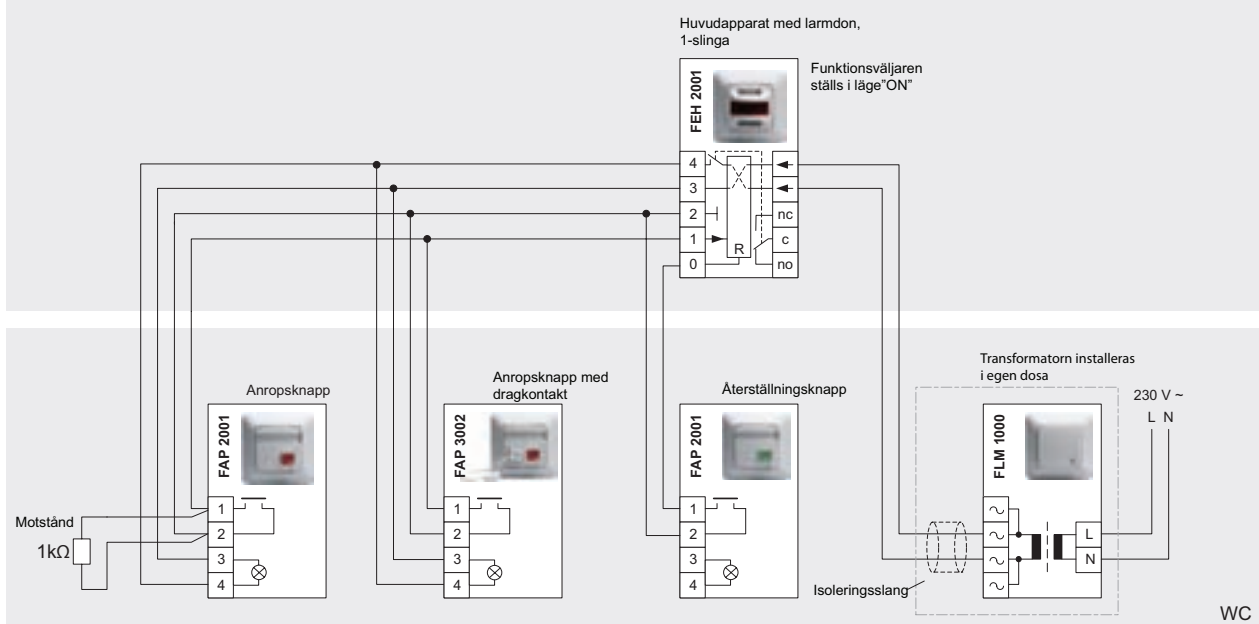 Huvudapparat med larmdon,
1-slinga
Funktionsväljaren
ställs i läge"ON"
FEH 2001
4
3
2
1
0
R
nc
c
no
Anropsknapp
FAP 2001
1
2
3
4
Motstånd
1kΩ
Anropsknapp med
dragkontakt
FAP 3002
1
2
3
4
Återställningsknapp
FAP 2001
1
2
3
4
Transformatorn installeras
i egen dosa
230 V ~
L N
FLM 1000
~
~
~
~
L
N
Isoleringsslang
WC